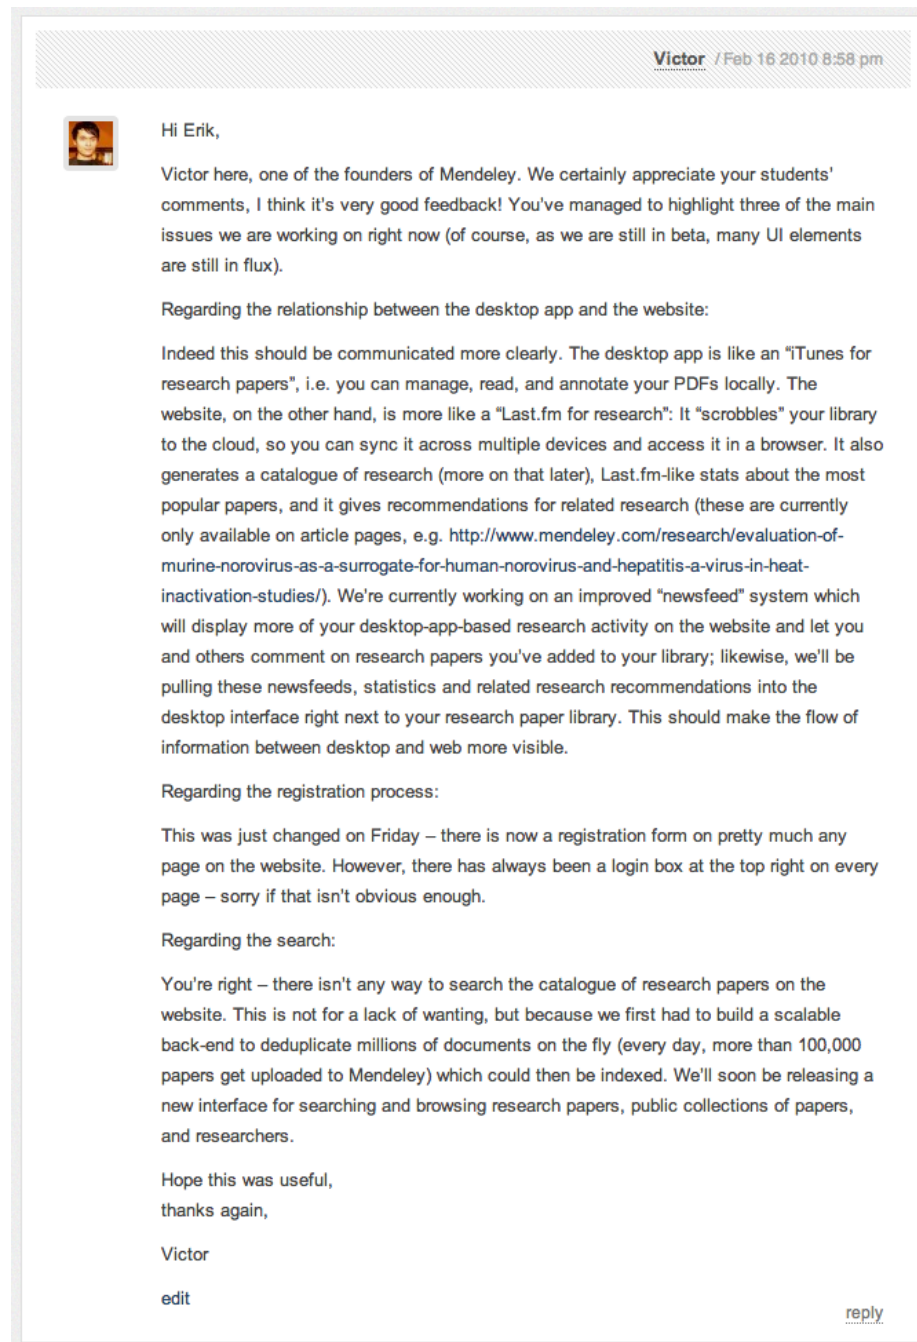 Victor / Feb 16 2010 8:58 pm
Hi Erik,
Victor here, one of the founders of Mendeley. We certainly appreciate your students'
comments, I think it's very good feedback! You've managed to highlight three of the main
issues we are working on right now (of course, as we are still in beta, many UI elements
are still in flux).
Regarding the relationship between the desktop app and the website:
Indeed this should be communicated more clearly. The desktop app is like an “iTunes for
research papers”, i.e. you can manage, read, and annotate your PDFs locally. The
website, on the other hand, is more like a “Last.fm for research”: It “scrobbles” your library
to the cloud, so you can sync it across multiple devices and access it in a browser. It also
generates a catalogue of research (more on that later), Last.fm-like stats about the most
popular papers, and it gives recommendations for related research (these are currently
only available on article pages, e.g. http://www.mendeley.com/research/evaluation-of-
murine-norovirus-as-a-surrogate-for-human-norovirus-and-hepatitis-a-virus-in-heat-
inactivation-studies/). We're currently working on an improved “newsfeed” system which
will display more of your desktop-app-based research activity on the website and let you
and others comment on research papers you've added to your library; likewise, we'll be
pulling these newsfeeds, statistics and related research recommendations into the
desktop interface right next to your research paper library. This should make the flow of
information between desktop and web more visible.
Regarding the registration process:
This was just changed on Friday – there is now a registration form on pretty much any
page on the website. However, there has always been a login box at the top right on every
page – sorry if that isn't obvious enough.
Regarding the search:
You're right – there isn't any way to search the catalogue of research papers on the
website. This is not for a lack of wanting, but because we first had to build a scalable
back-end to deduplicate millions of documents on the fly (every day, more than 100,000
papers get uploaded to Mendeley) which could then be indexed. We'll soon be releasing a
new interface for searching and browsing research papers, public collections of papers,
and researchers.
Hope this was useful,
thanks again,
Victor
edit
reply